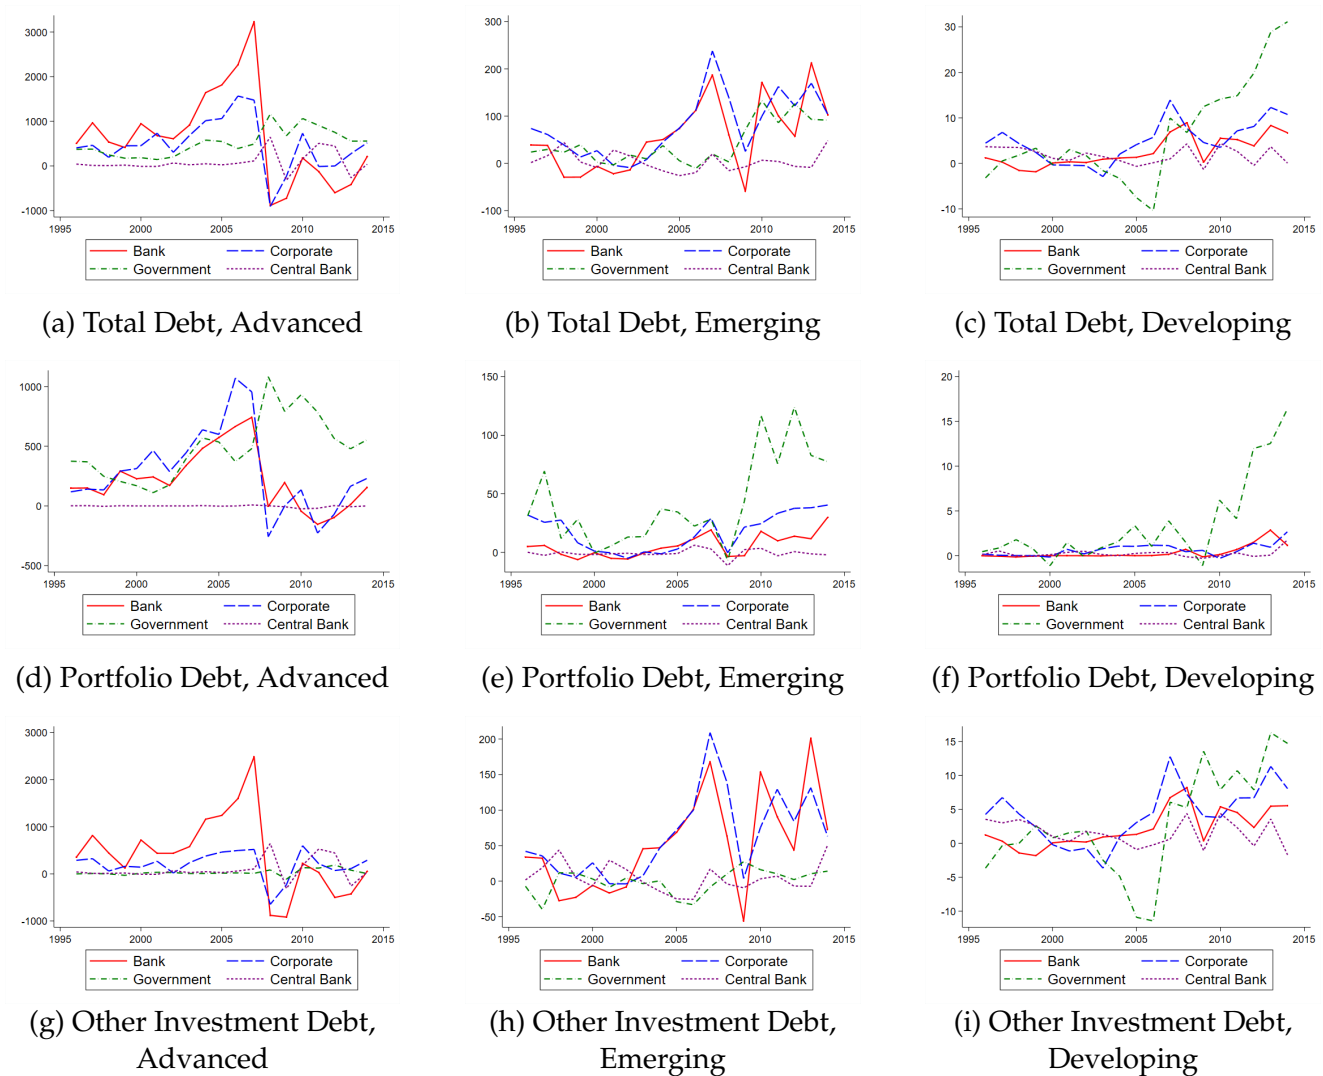 3000
2000
1000
0
-1000
1995 2000 2005 2010 2015
Bank Corporate
Government Central Bank
(a) Total Debt, Advanced
300
200
100
0
-100
1995 2000 2005 2010 2015
Bank Corporate
Government Central Bank
(b) Total Debt, Emerging
30
20
10
0
-10
1995 2000 2005 2010 2015
Bank Corporate
Government Central Bank
(c) Total Debt, Developing
1000
500
0
-500
1995 2000 2005 2010 2015
Bank Corporate
Government Central Bank
(d) Portfolio Debt, Advanced
150
100
50
0
1995 2000 2005 2010 2015
Bank Corporate
Government Central Bank
(e) Portfolio Debt, Emerging
20
15
10
5
0
1995 2000 2005 2010 2015
Bank Corporate
Government Central Bank
(f) Portfolio Debt, Developing
3000
2000
1000
0
-1000
1995 2000 2005 2010 2015
Bank Corporate
Government Central Bank
(g) Other Investment Debt,
Advanced
200
150
100
50
0
-50
1995 2000 2005 2010 2015
Bank Corporate
Government Central Bank
(h) Other Investment Debt,
Emerging
15
10
5
0
-5
-10
1995 2000 2005 2010 2015
Bank Corporate
Government Central Bank
(i) Other Investment Debt,
Developing